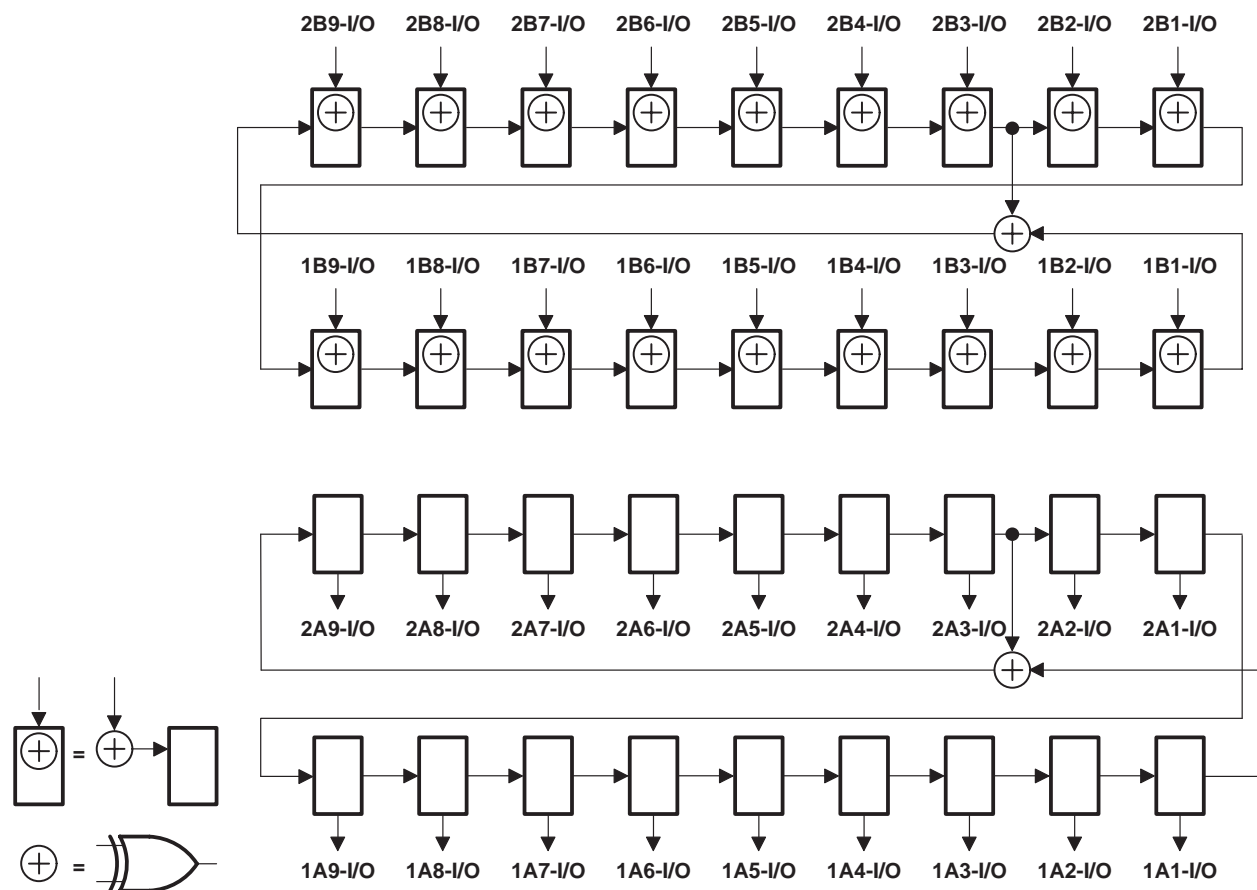 2B9-I/O 2B8-I/O 2B7-I/O 2B6-I/O 2B5-I/O 2B4-I/O 2B3-I/O 2B2-I/O 2B1-I/O
1B9-I/O 1B8-I/O 1B7-I/O 1B6-I/O 1B5-I/O 1B4-I/O 1B3-I/O 1B2-I/O 1B1-I/O
2A9-I/O 2A8-I/O 2A7-I/O 2A6-I/O 2A5-I/O 2A4-I/O 2A3-I/O 2A2-I/O 2A1-I/O
=
=
1A9-I/O 1A8-I/O 1A7-I/O 1A6-I/O 1A5-I/O 1A4-I/O 1A3-I/O 1A2-I/O 1A1-I/O